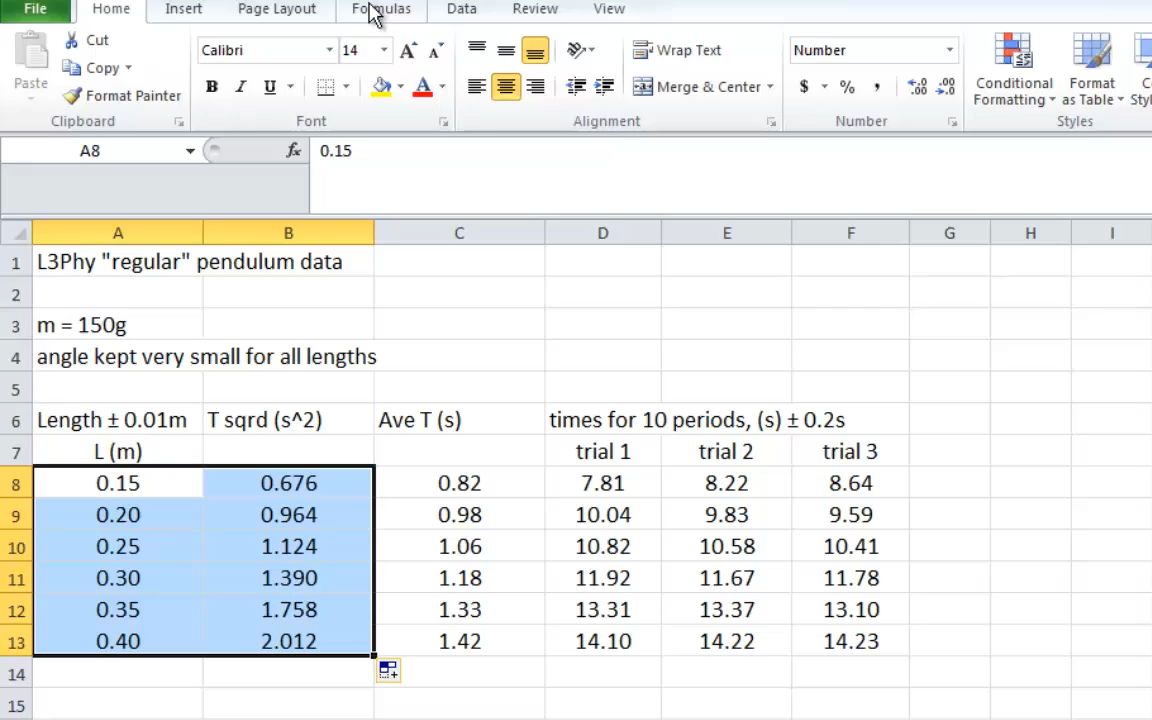 File Home Insert Page Layout Formulas Data Review View
Cut
Copy
Format Painter
Paste
Calibri 14 A A Wrap Text Number
B I U A Merge & Center $ % , .00 .00
Conditional Formatting Format as Table
Clipboard Font Alignment Number Styles
A8 fx 0.15
A B C D E F G H I
1 L3Phy "regular" pendulum data
2
3 m = 150g
4 angle kept very small for all lengths
5
6 Length ± 0.01m T sqrd (s^2) Ave T (s) times for 10 periods, (s) ± 0.2s
7 L (m) trial 1 trial 2 trial 3
8 0.15 0.676 0.82 7.81 8.22 8.64
9 0.20 0.964 0.98 10.04 9.83 9.59
10 0.25 1.124 1.06 10.82 10.58 10.41
11 0.30 1.390 1.18 11.92 11.67 11.78
12 0.35 1.758 1.33 13.31 13.37 13.10
13 0.40 2.012 1.42 14.10 14.22 14.23
14
15